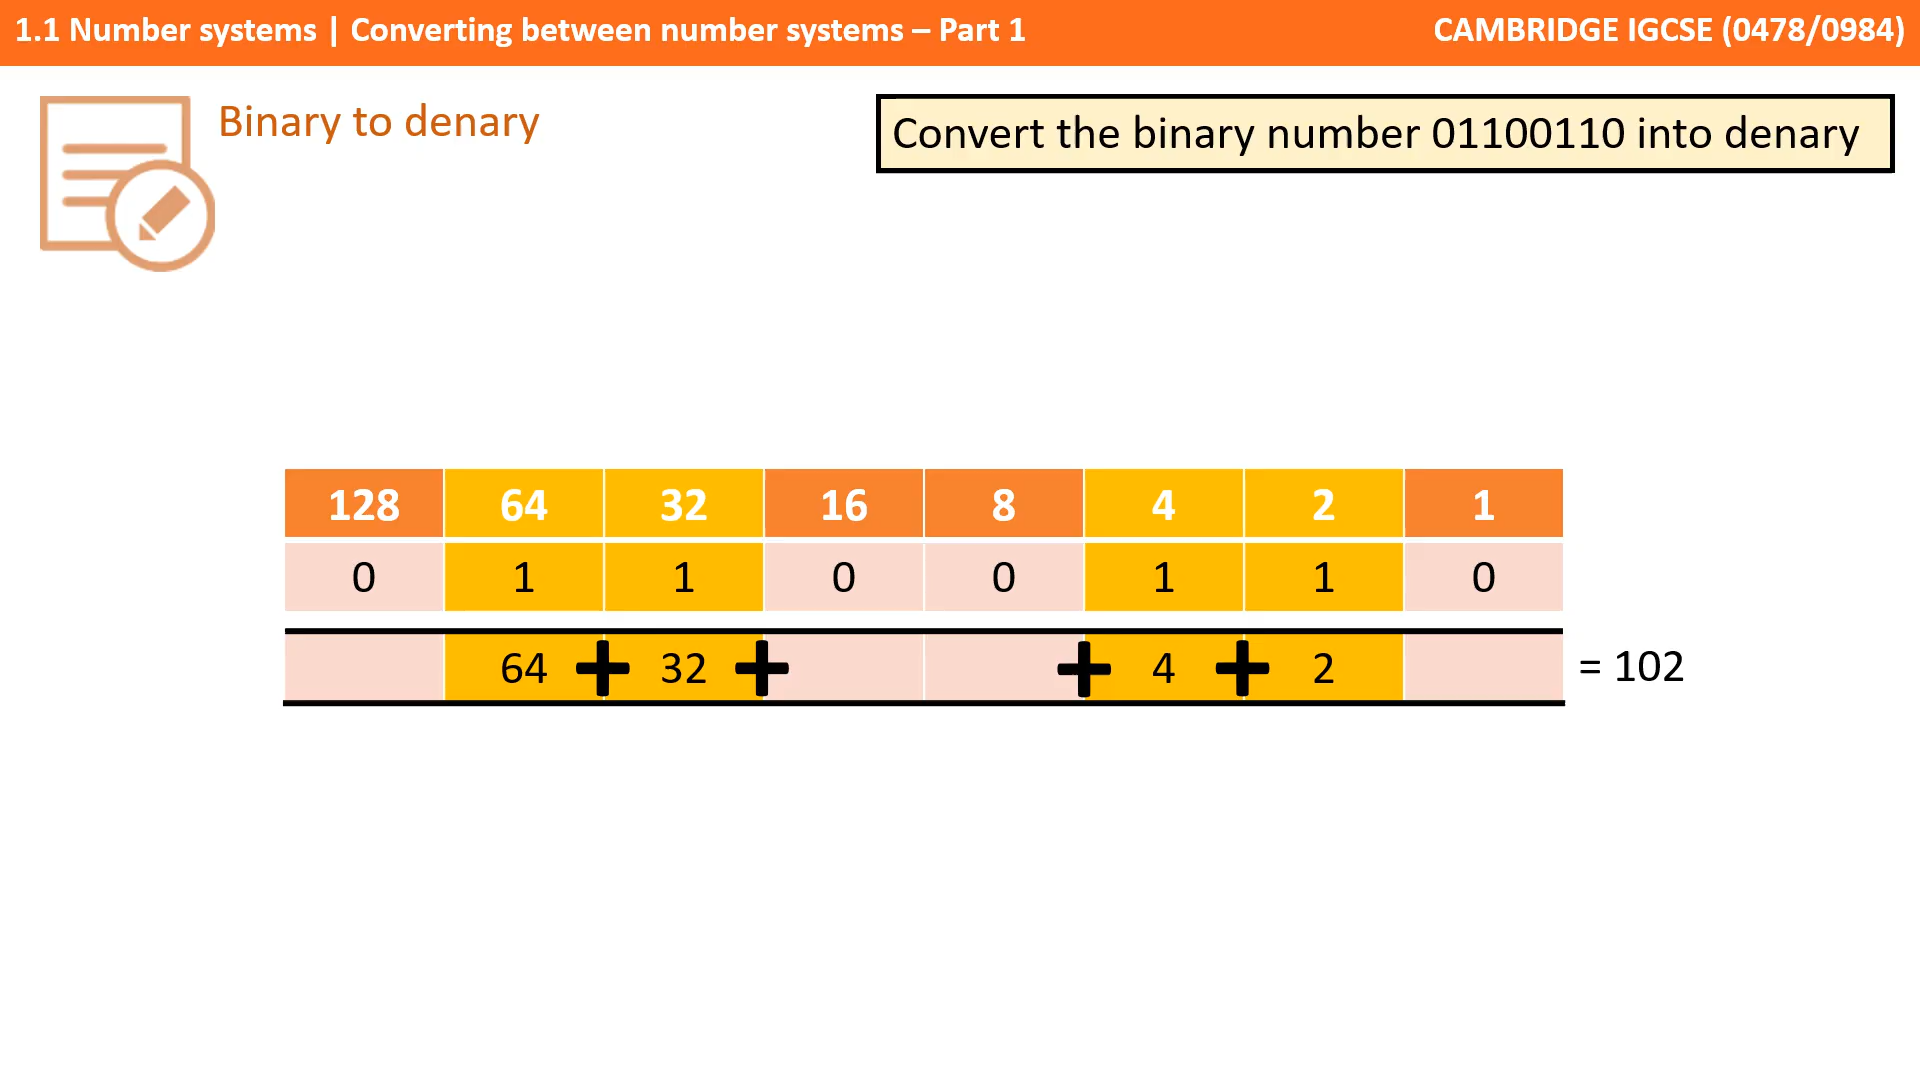 1.1 Number systems | Converting between number systems – Part 1 CAMBRIDGE IGCSE (0478/0984)
Binary to denary
Convert the binary number 01100110 into denary
128 64 32 16 8 4 2 1
0 1 1 0 0 1 1 0
64 + 32 + + 4 + 2 = 102